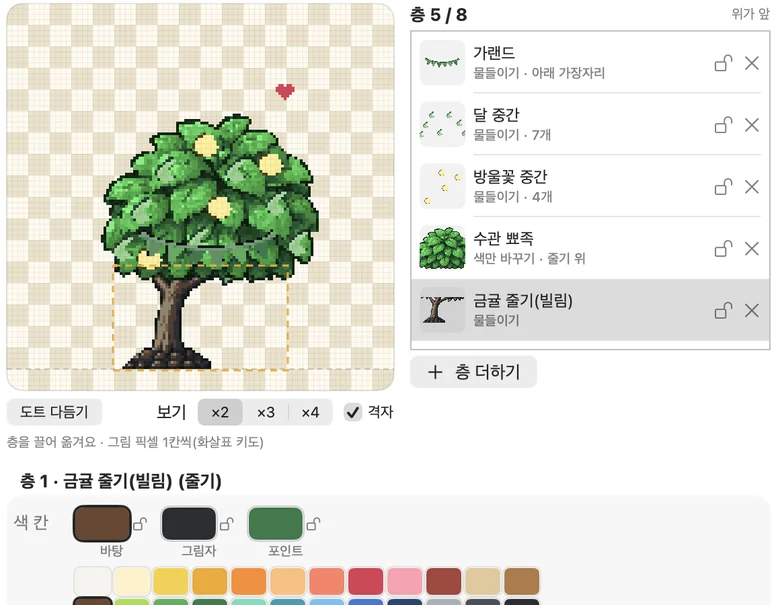 층 5 / 8
위가 앞
가랜드
물들이기 · 아래 가장자리
달 중간
물들이기 · 7개
방울꽃 중간
물들이기 · 4개
수관 뾰족
색만 바꾸기 · 줄기 위
금귤 줄기(빌림)
물들이기
+ 층 더하기
도트 다듬기
보기
×2
×3
×4
격자
층을 끌어 옮겨요 · 그림 픽셀 1칸씩(화살표 키도)
층 1 · 금귤 줄기(빌림) (줄기)
색 칸
바탕
그림자
포인트